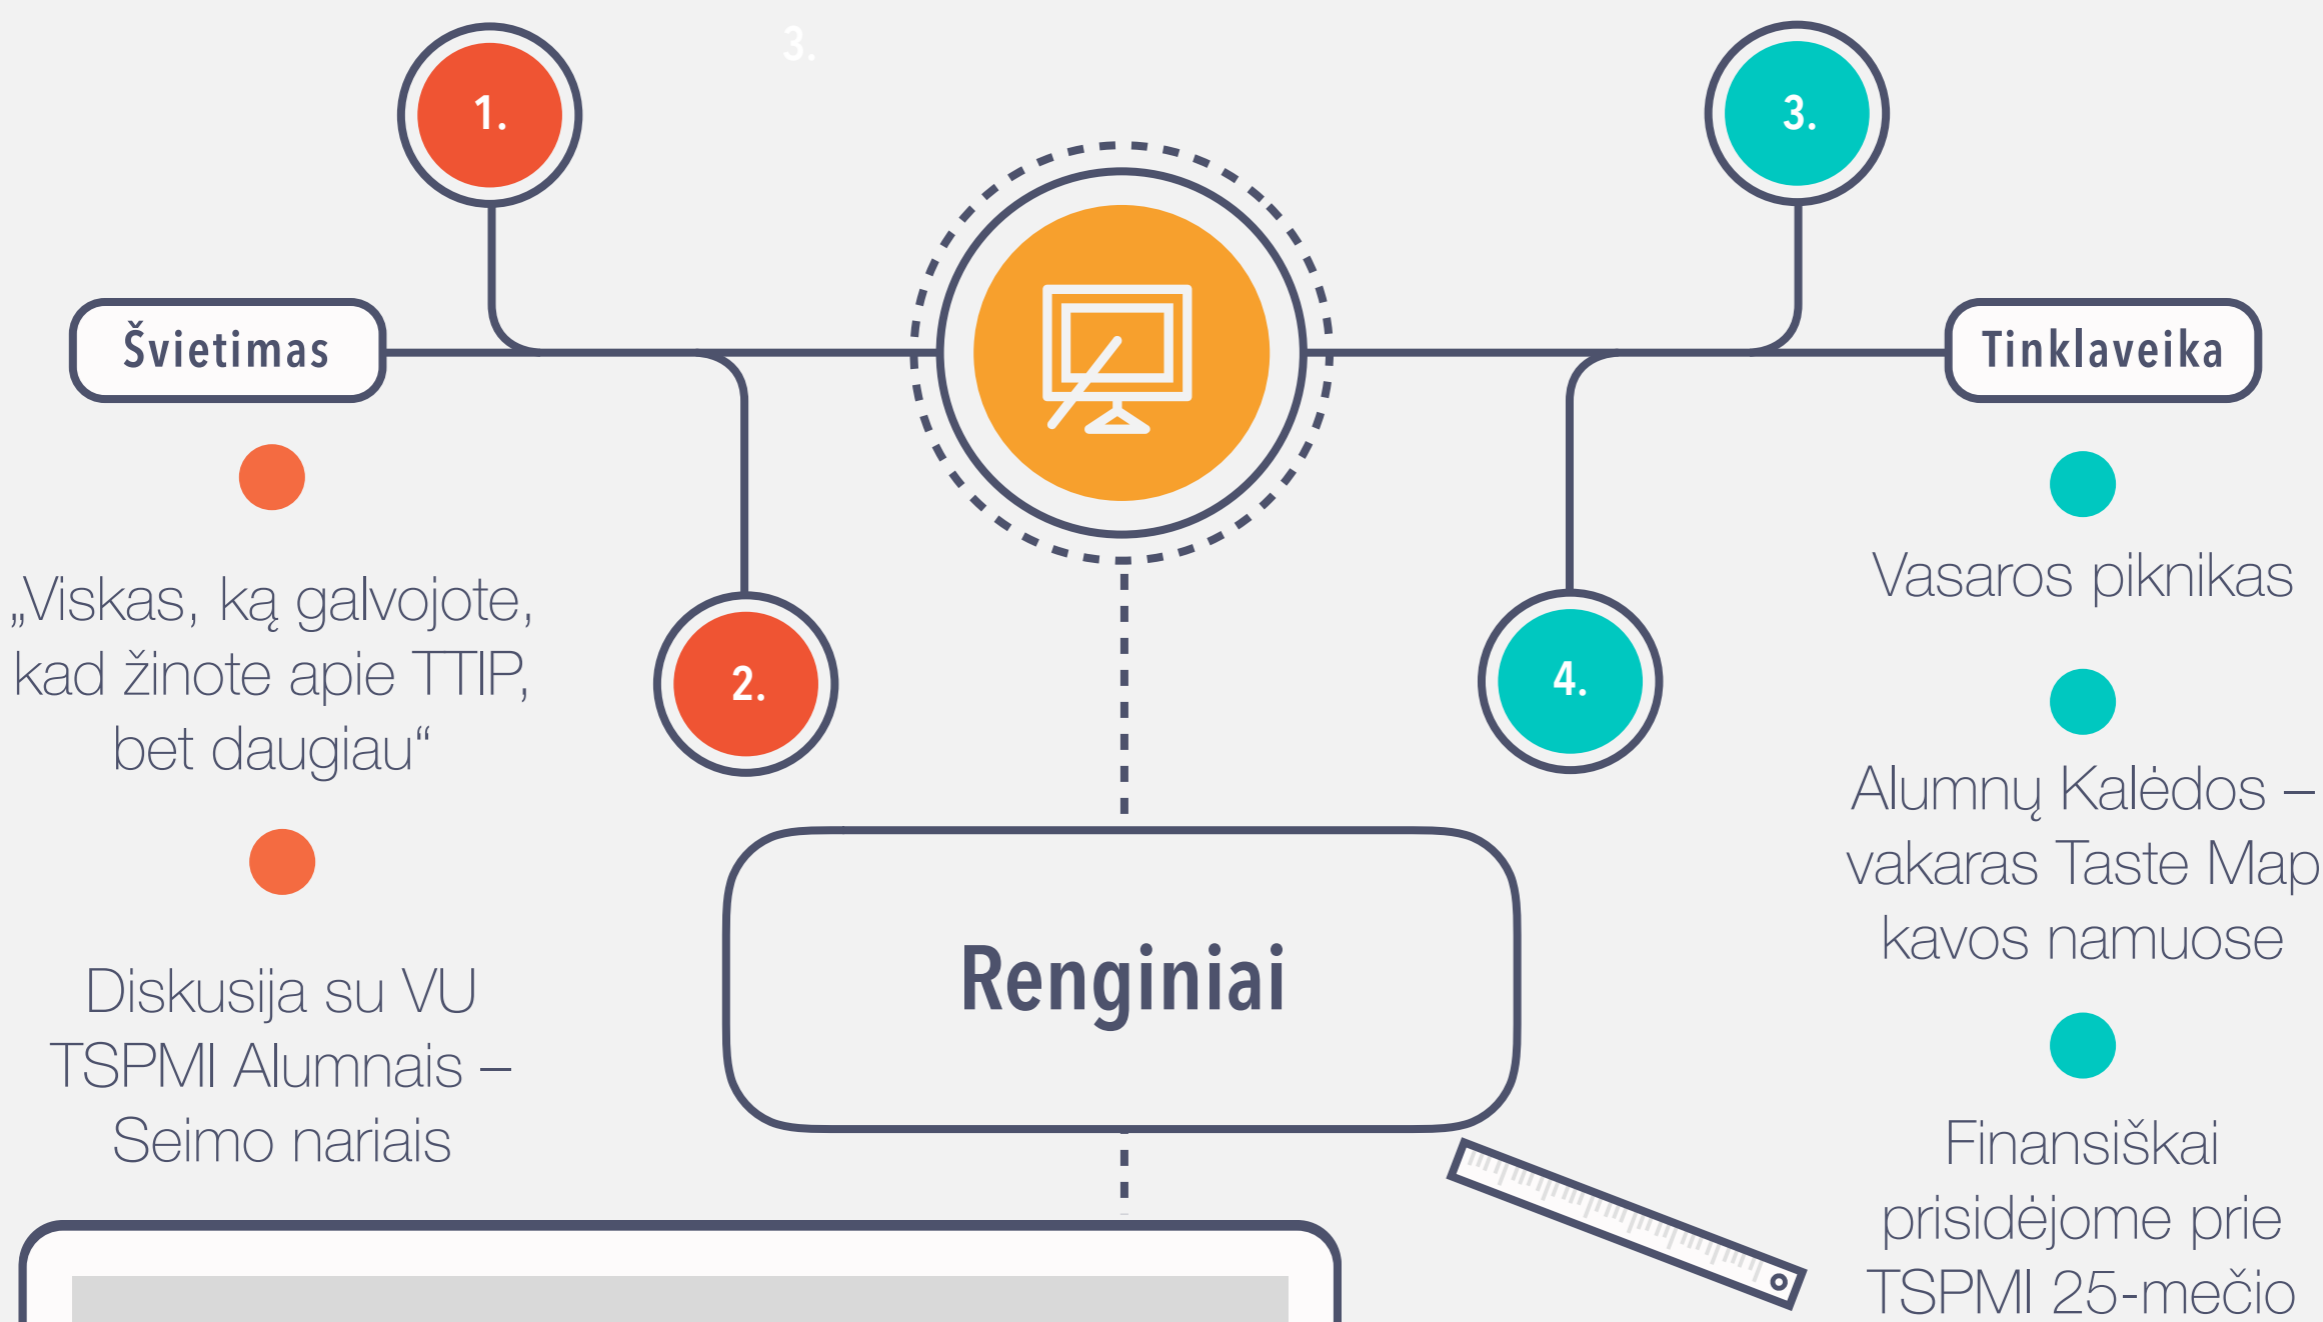 3.
1.
3.
Švietimas
Tinklaveika
„Viskas, ką galvojote,
kad žinote apie TTIP,
bet daugiau“
Diskusija su VU
TSPMI Alumnais –
Seimo nariais
2.
4.
Renginiai
Vasaros piknikas
Alumnų Kalėdos –
vakaras Taste Map
kavos namuose
Finansiškai
prisidėjome prie
TSPMI 25-mečio